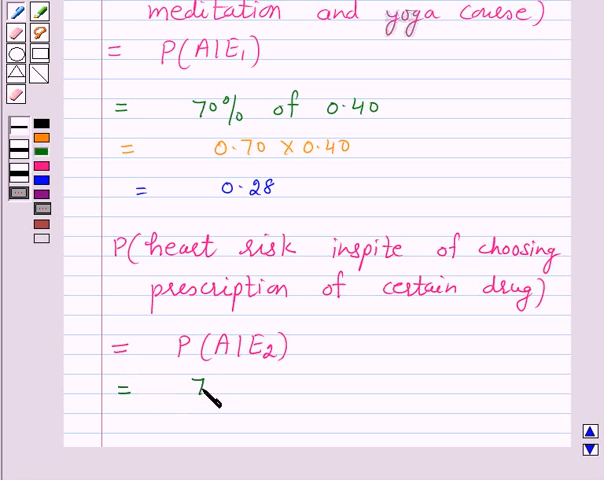 meditation and yoga course)
= P(A|E₁)
= 70% of 0.40
= 0.70 × 0.40
= 0.28
P(heart risk inspite of choosing
prescription of certain drug)
= P(A|E₂)
= 7